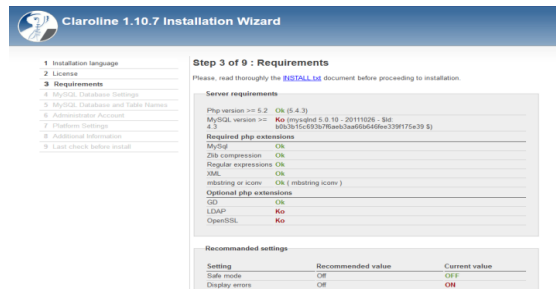 Claroline 1.10.7 Installation Wizard
1 Installation language
2 License
3 Requirements
4 MySQL Database Settings
5 MySQL Database and Table Names
6 Administrator Account
7 Platform Settings
8 Additional Information
9 Last check before install
Step 3 of 9 : Requirements
Please, read thoroughly the INSTALL.txt document before proceeding to installation.
Server requirements
Php version >= 5.2 Ok (5.4.3)
MySQL version >= Ko (mysqlnd 5.0.10 - 20111026 - $Id:
4.3 b0b3b15c693b7f6aeb3aa66b646fee339f175e39 $)
Required php extensions
MySql Ok
Zlib compression Ok
Regular expressions Ok
XML Ok
mbstring or iconv Ok ( mbstring iconv )
Optional php extensions
GD Ok
LDAP Ko
OpenSSL Ko
Recommanded settings
Setting Recommended value Current value
Safe mode Off OFF
Display errors Off ON